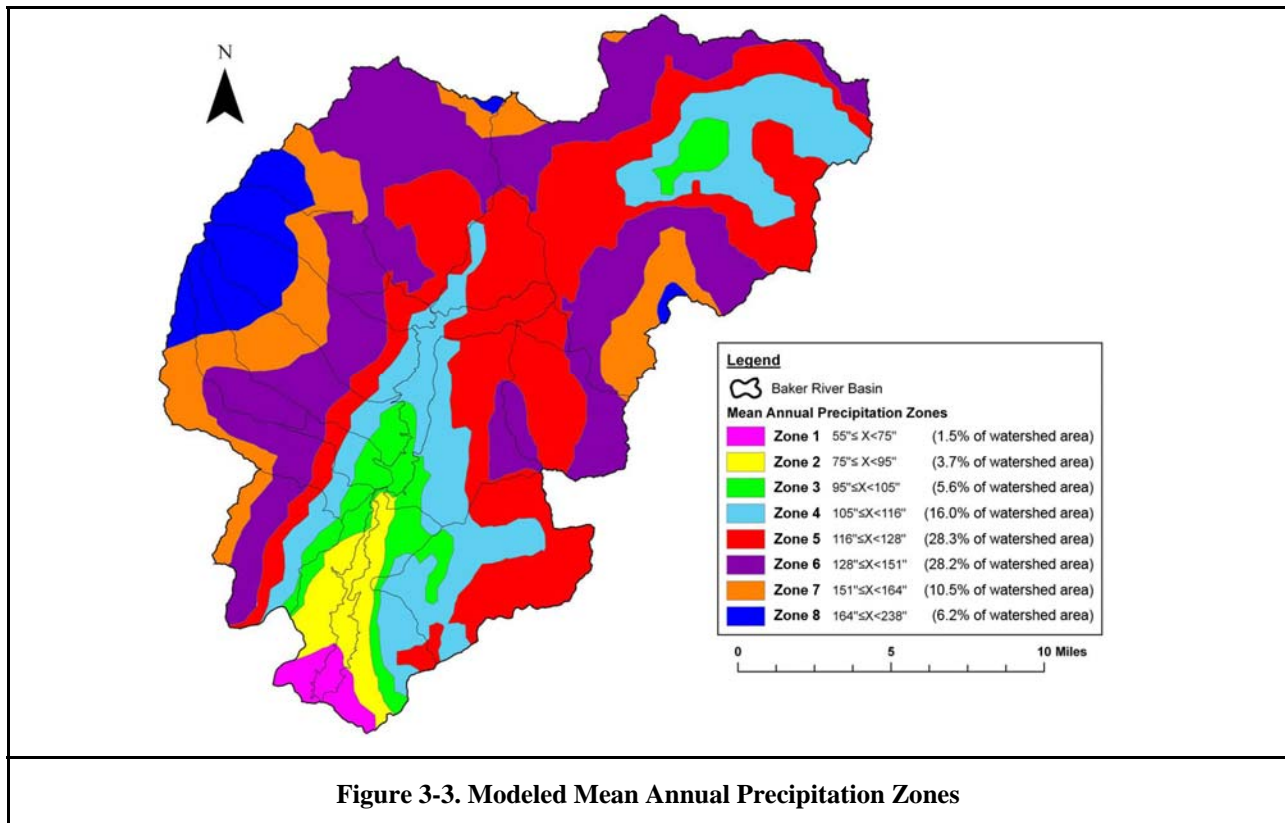 N
Legend
Baker River Basin
Mean Annual Precipitation Zones
Zone 1 55"≤ X<75" (1.5% of watershed area)
Zone 2 75"≤ X<95" (3.7% of watershed area)
Zone 3 95"≤X<105" (5.6% of watershed area)
Zone 4 105"≤X<116" (16.0% of watershed area)
Zone 5 116"≤X<128" (28.3% of watershed area)
Zone 6 128"≤X<151" (28.2% of watershed area)
Zone 7 151"≤X<164" (10.5% of watershed area)
Zone 8 164"≤X<238" (6.2% of watershed area)
0 5 10 Miles
Figure 3-3. Modeled Mean Annual Precipitation Zones